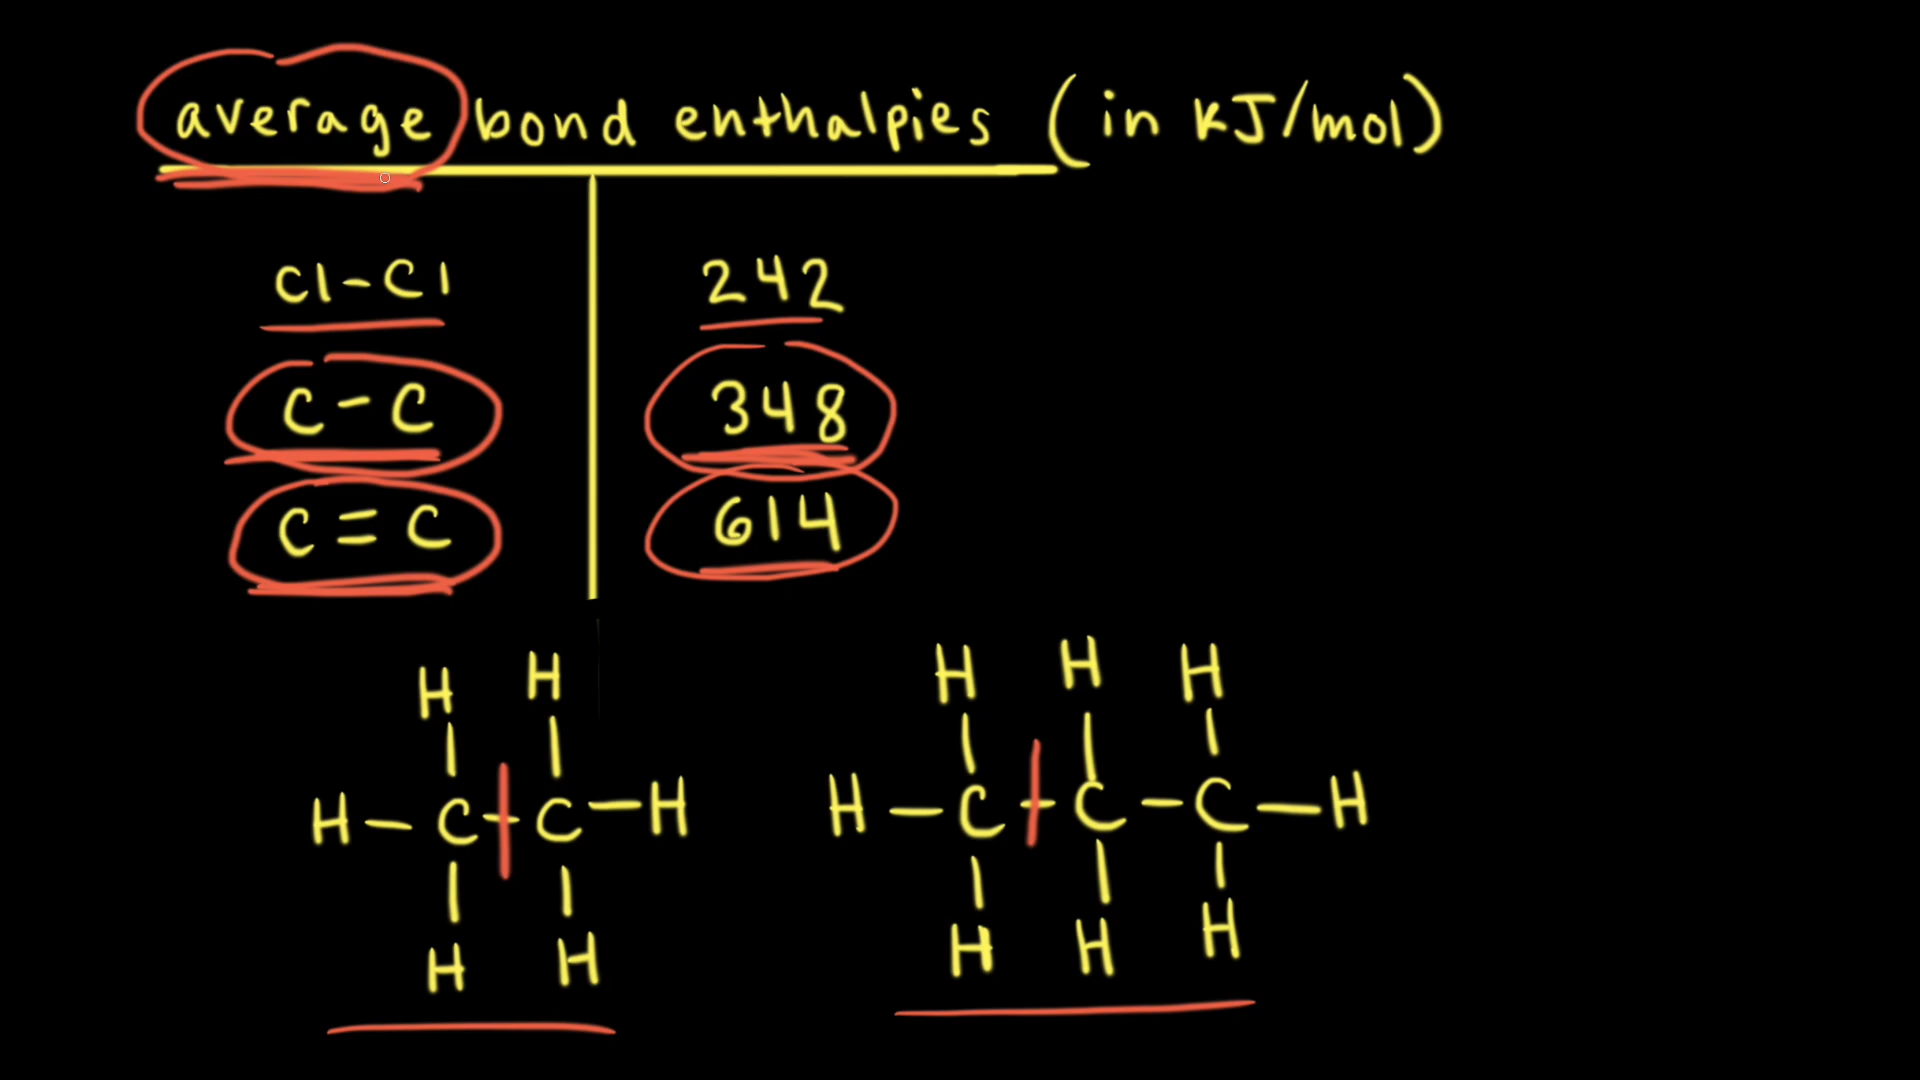 average bond enthalpies (in kJ/mol)
Cl-Cl 242
C-C 348
C=C 614
H H H H H
H-C-C-H H-C-C-C-H
H H H H H